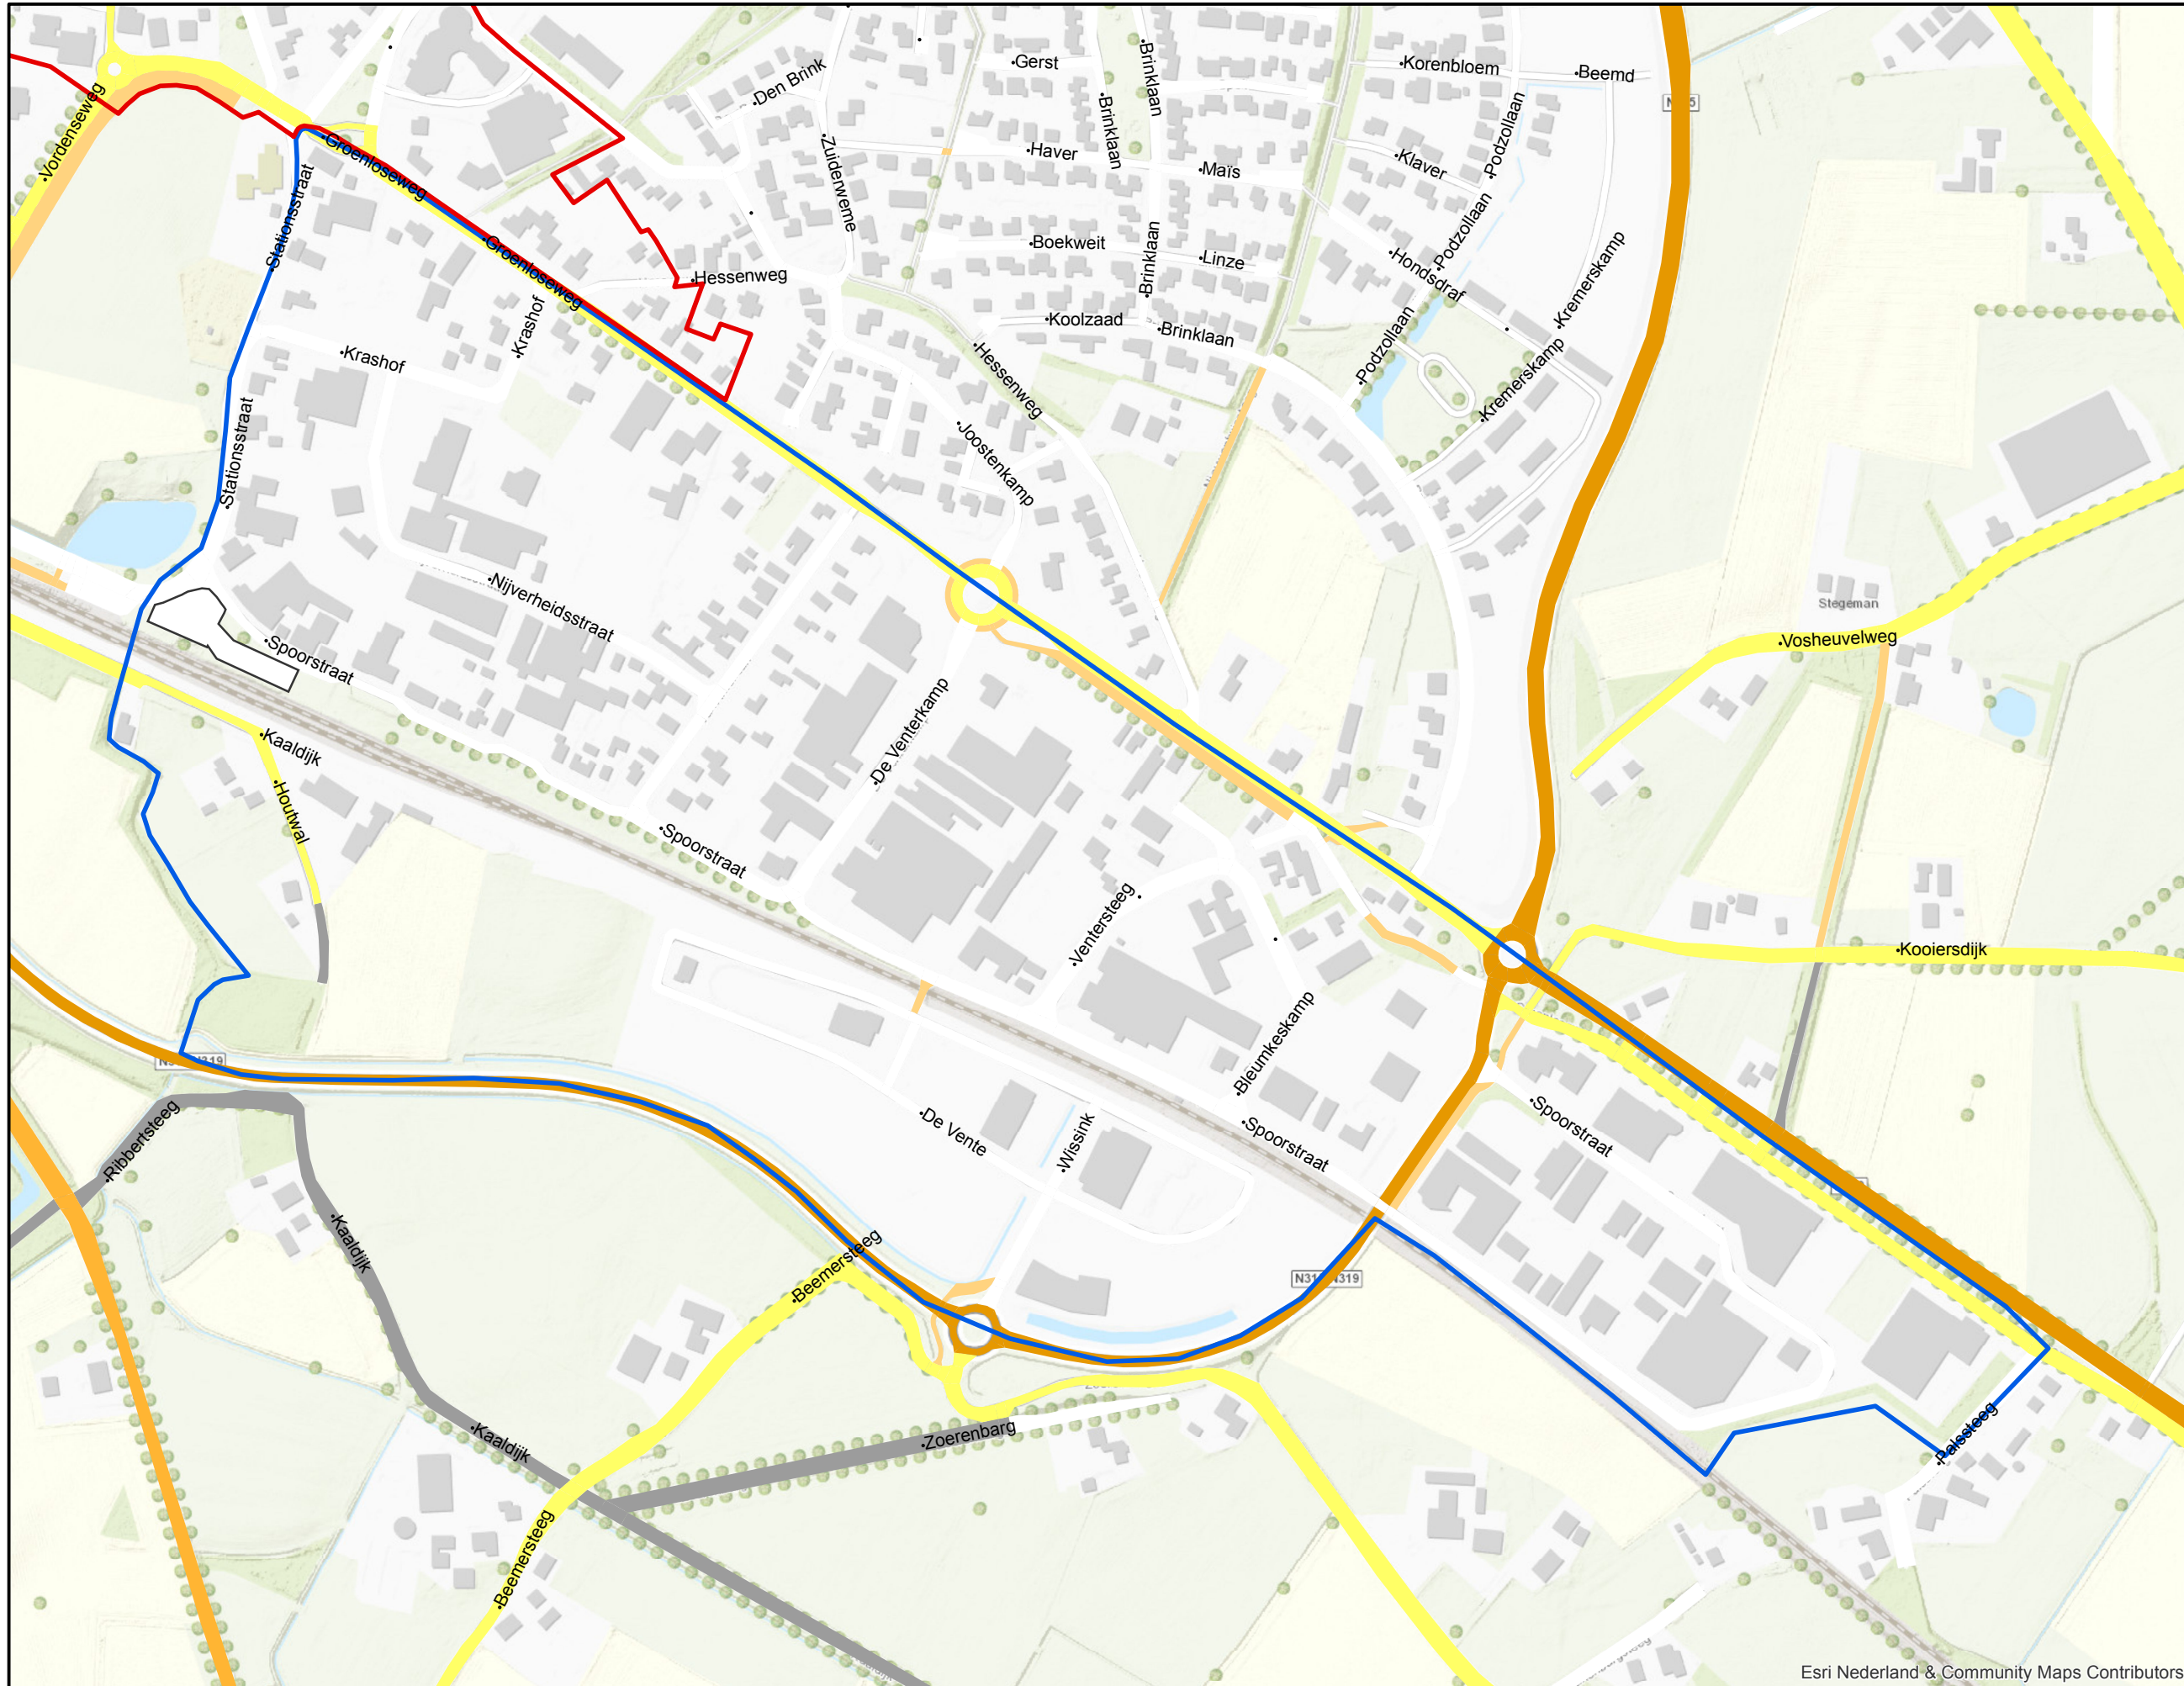 Gerst
Brinklaan
Korenbloem
Beemd
Den Brink
Vordenseweg
Brinklaan
Podzollaan
Groenloseweg
Zuiderweme
Haver
Maïs
Klaver
Stationsstraat
Groenloseweg
Boekweit
Linze
Brinklaan
Podzollaan
Hondsdraf
Kremerskamp
Hessenweg
Krashof
Krashof
Koolzaad
Brinklaan
Podzollaan
Hessenweg
Kremerskamp
Stationsstraat
Joostenkamp
Nijverheidsstraat
Stegeman
Vosheuvelweg
Spoorstraat
De Venterkamp
Kaaldijk
Houtwal
Spoorstraat
Ventersteeg
Kooiersdijk
Bleumkeskamp
Ribbertsteeg
De Vente
Wissink
Spoorstraat
Spoorstraat
Kaaldijk
Beemersteeg
N319
Kaaldijk
Zoerenbarg
Palssteeg
Beemersteeg
Esri Nederland & Community Maps Contributors